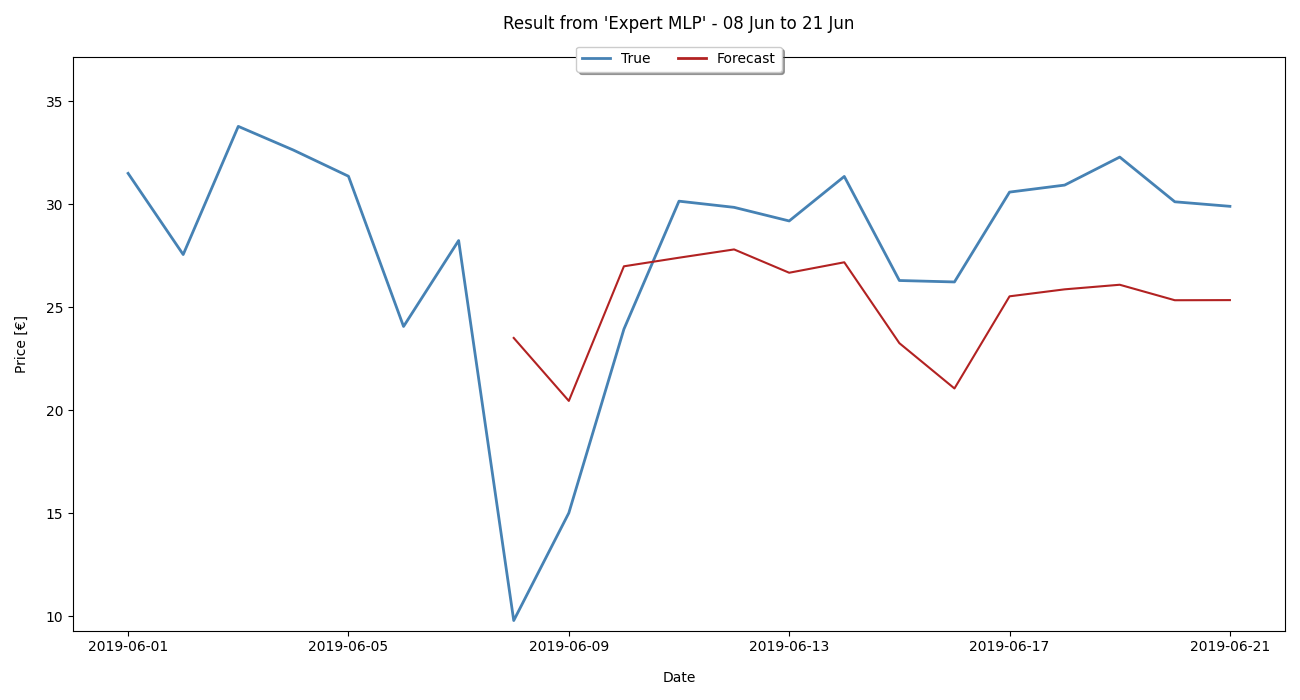 Result from 'Expert MLP' - 08 Jun to 21 Jun
True Forecast
35
30
25
20
15
10
Price [€]
2019-06-01 2019-06-05 2019-06-09 2019-06-13 2019-06-17 2019-06-21
Date